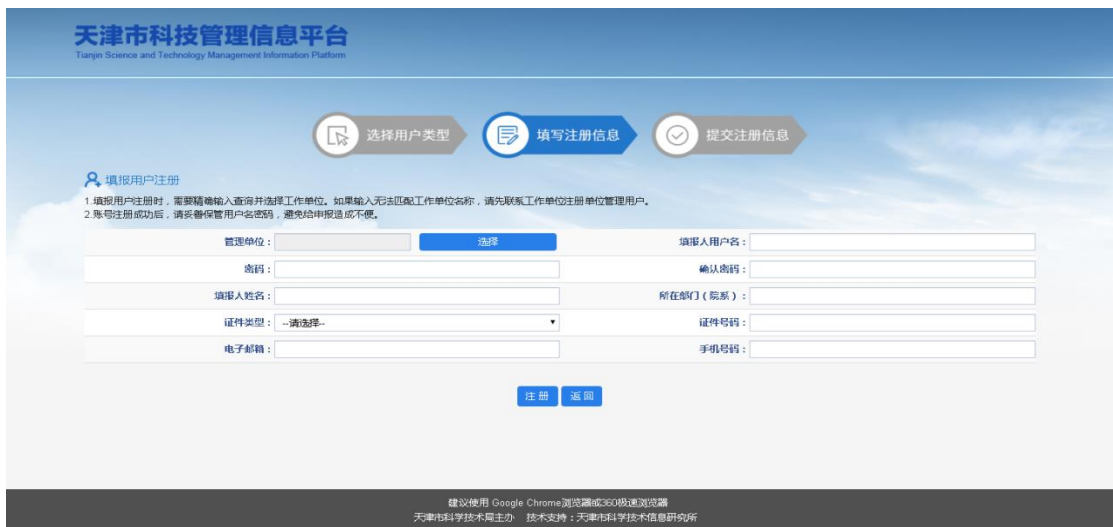 天津市科技管理信息平台
Tianjin Science and Technology Management Information Platform
选择用户类型 填写注册信息 提交注册信息
填报用户注册
1.填报用户注册时，需要精确输入查询并选择工作单位。如果输入无法匹配工作单位名称，请先联系工作单位注册单位管理用户。
2.账号注册成功后，请妥善保管用户名密码，避免给申报造成不便。
管理单位： 选择 填报人用户名：
密码： 确认密码：
填报人姓名： 所在部门（院系）：
证件类型： --请选择-- 证件号码：
电子邮箱： 手机号码：
注 册 返 回
建议使用 Google Chrome浏览器或360极速浏览器
天津市科学技术局主办 技术支持：天津市科学技术信息研究所